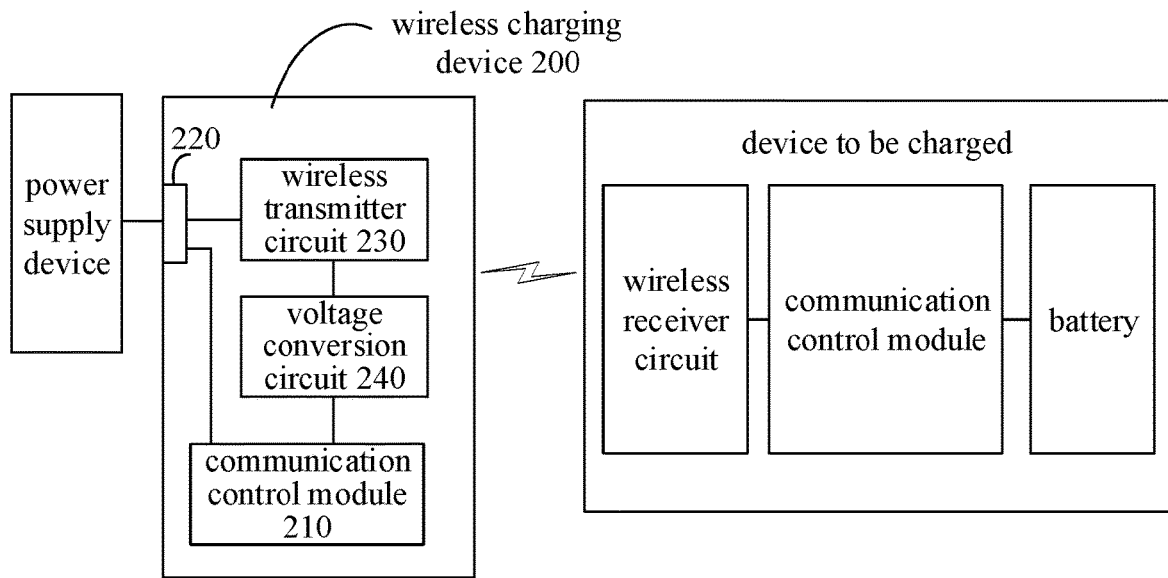 wireless charging
device 200
power
supply
device
220
wireless
transmitter
circuit 230
voltage
conversion
circuit 240
communication
control module
210
device to be charged
wireless
receiver
circuit
communication
control module
battery